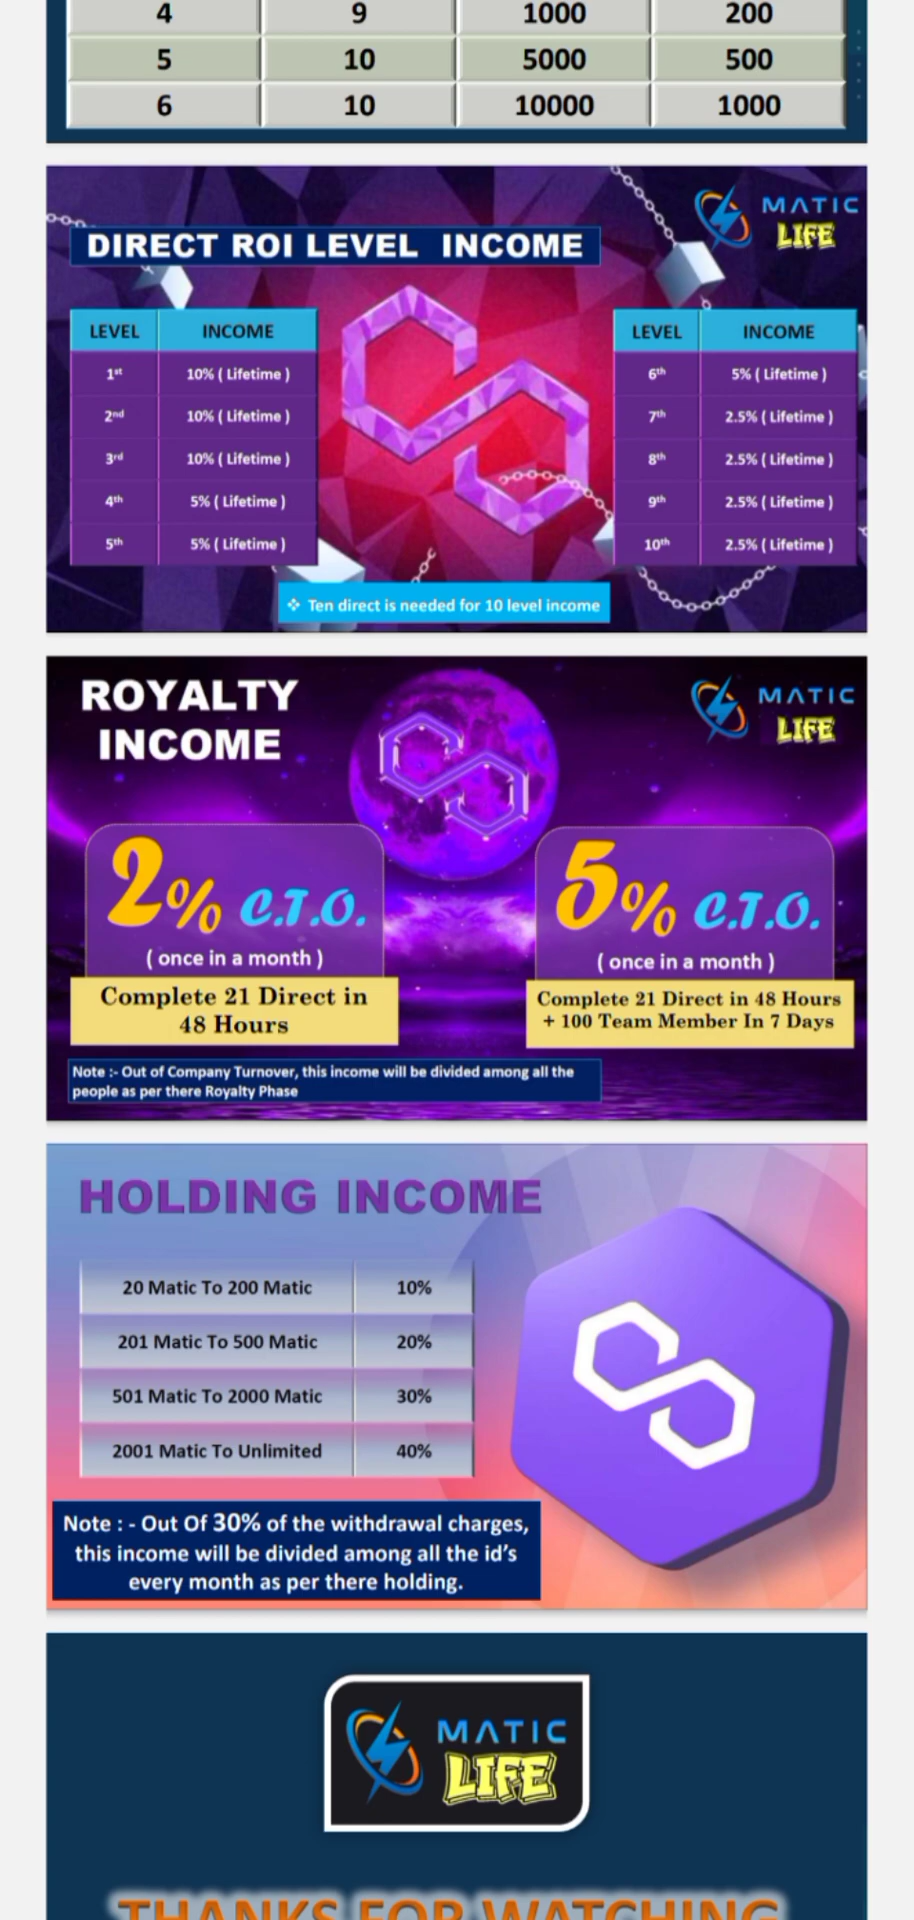 4 9 1000 200
5 10 5000 500
6 10 10000 1000
MATIC
LIFE
DIRECT ROI LEVEL INCOME
LEVEL INCOME
1st 10% ( Lifetime )
2nd 10% ( Lifetime )
3rd 10% ( Lifetime )
4th 5% ( Lifetime )
5th 5% ( Lifetime )
LEVEL INCOME
6th 5% ( Lifetime )
7th 2.5% ( Lifetime )
8th 2.5% ( Lifetime )
9th 2.5% ( Lifetime )
10th 2.5% ( Lifetime )
❖ Ten direct is needed for 10 level income
ROYALTY
INCOME
MATIC
LIFE
2% C.T.O.
( once in a month )
Complete 21 Direct in
48 Hours
5% C.T.O.
( once in a month )
Complete 21 Direct in 48 Hours
+ 100 Team Member In 7 Days
Note :- Out of Company Turnover, this income will be divided among all the
people as per there Royalty Phase
HOLDING INCOME
20 Matic To 200 Matic 10%
201 Matic To 500 Matic 20%
501 Matic To 2000 Matic 30%
2001 Matic To Unlimited 40%
Note : - Out Of 30% of the withdrawal charges,
this income will be divided among all the id's
every month as per there holding.
MATIC
LIFE
THANKS FOR WATCHING